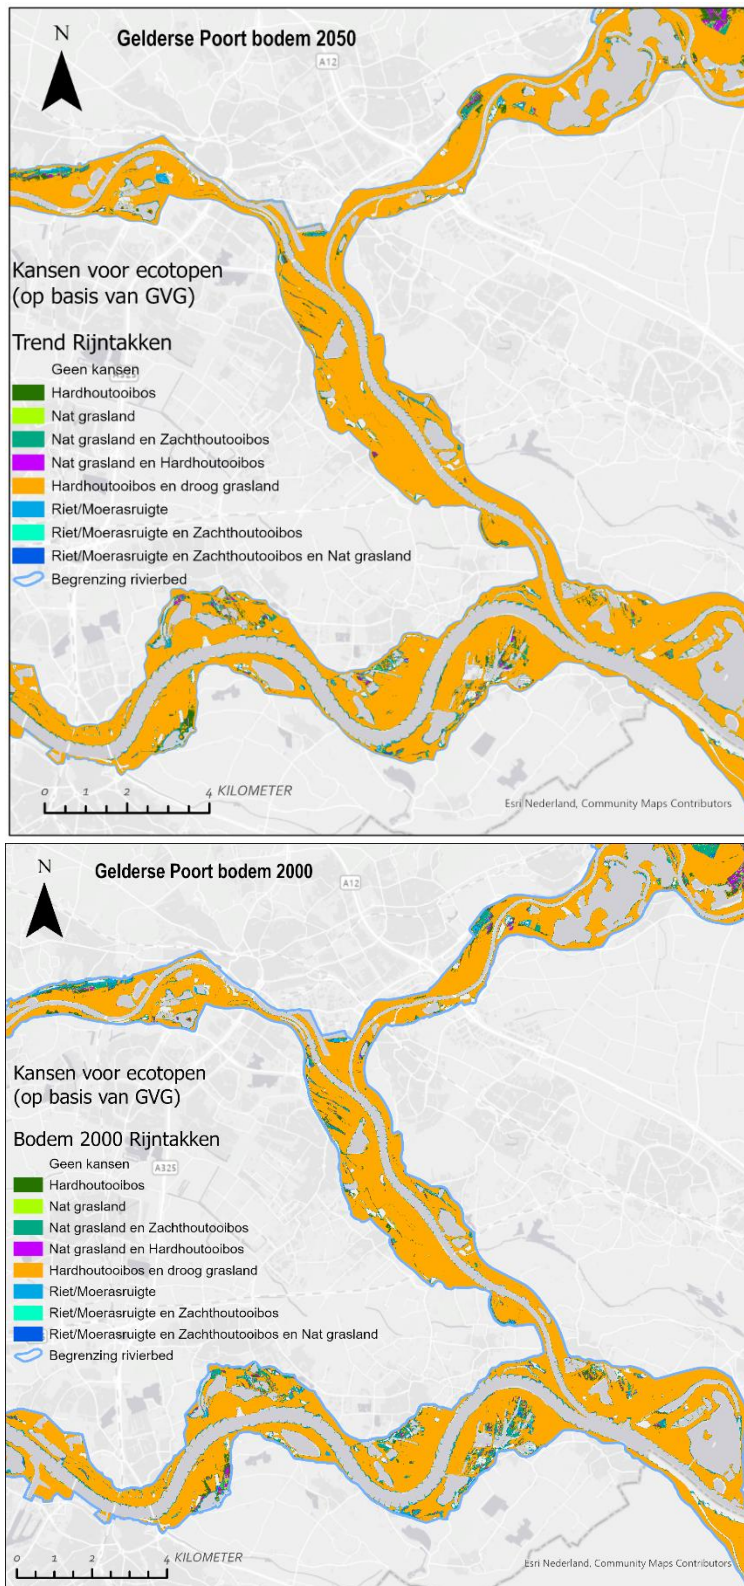 Gelderse Poort bodem 2050
N
A12
Kansen voor ecotopen
(op basis van GVG)
Trend Rijntakken
Geen kansen
Hardhoutooibos
Nat grasland
Nat grasland en Zachthoutooibos
Nat grasland en Hardhoutooibos
Hardhoutooibos en droog grasland
Riet/Moerasruigte
Riet/Moerasruigte en Zachthoutooibos
Riet/Moerasruigte en Zachthoutooibos en Nat grasland
Begrenzing rivierbed
0 1 2 4 KILOMETER
Esri Nederland, Community Maps Contributors
Gelderse Poort bodem 2000
N
A12
Kansen voor ecotopen
(op basis van GVG)
Bodem 2000 Rijntakken
Geen kansen
A325
Hardhoutooibos
Nat grasland
Nat grasland en Zachthoutooibos
Nat grasland en Hardhoutooibos
Hardhoutooibos en droog grasland
Riet/Moerasruigte
Riet/Moerasruigte en Zachthoutooibos
Riet/Moerasruigte en Zachthoutooibos en Nat grasland
Begrenzing rivierbed
0 1 2 4 KILOMETER
Esri Nederland, Community Maps Contributors